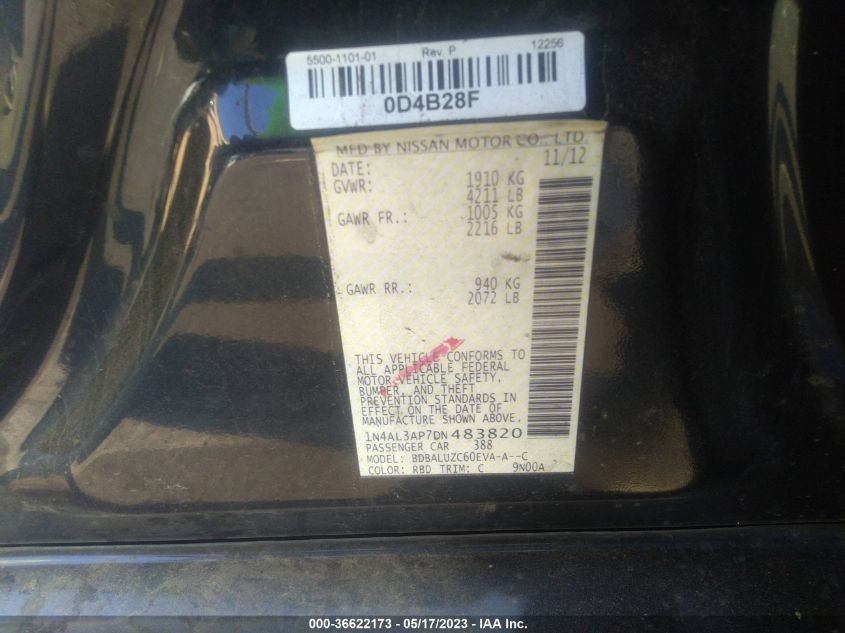 5500-1101-01 Rev. P 12256
0D4B28F
MFD BY NISSAN MOTOR CO., LTD.
DATE: 11/12
GVWR: 1910 KG
4211 LB
GAWR FR.: 1005 KG
2216 LB
GAWR RR.: 940 KG
2072 LB
THIS VEHICLE CONFORMS TO
ALL APPLICABLE FEDERAL
MOTOR VEHICLE SAFETY,
BUMPER, AND THEFT
PREVENTION STANDARDS IN
EFFECT ON THE DATE OF
MANUFACTURE SHOWN ABOVE.
1N4AL3AP7DN483820
PASSENGER CAR 388
MODEL: BDBALUZC60EVA-A--C
COLOR: RBD TRIM: C 9N00A
000-36622173 — 05/17/2023 — IAA Inc.